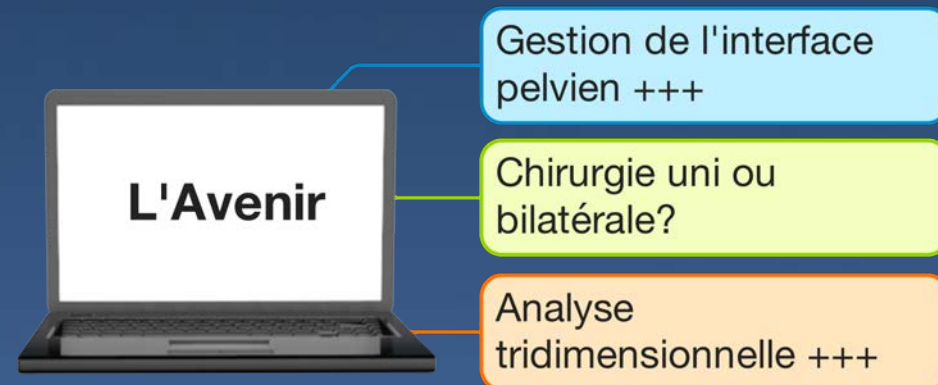 L'Avenir
Gestion de l'interface
pelvien +++
Chirurgie uni ou
bilatérale?
Analyse
tridimensionnelle +++